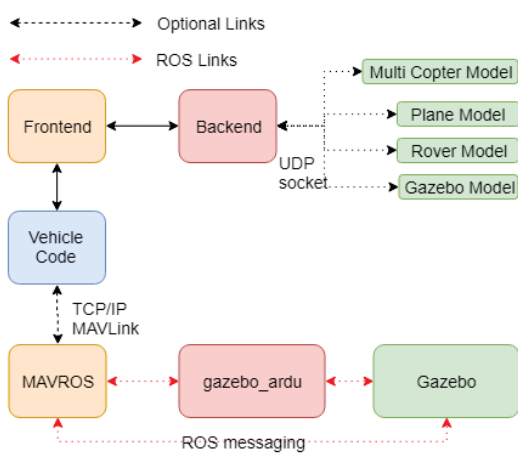 Optional Links
ROS Links
Multi Copter Model
Frontend
Backend
Plane Model
Rover Model
UDP
socket
Gazebo Model
Vehicle
Code
TCP/IP
MAVLink
MAVROS
gazebo_ardu
Gazebo
ROS messaging